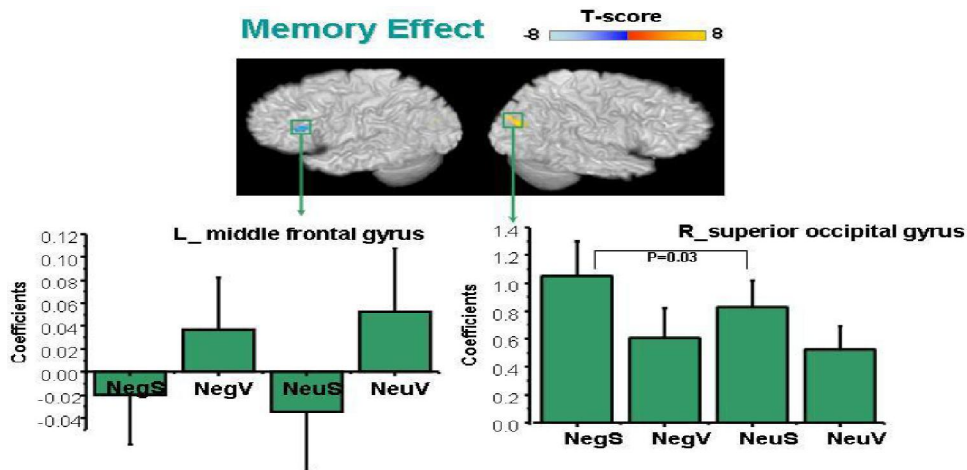 Memory Effect
T-score
-8 8
L_ middle frontal gyrus
0.12
0.10
0.08
0.06
0.04
0.02
0.00
-0.02
-0.04
Coefficients
NegS NegV NeuS NeuV
R_superior occipital gyrus
P=0.03
1.4
1.2
1.0
0.8
0.6
0.4
0.2
0.0
Coefficients
NegS NegV NeuS NeuV